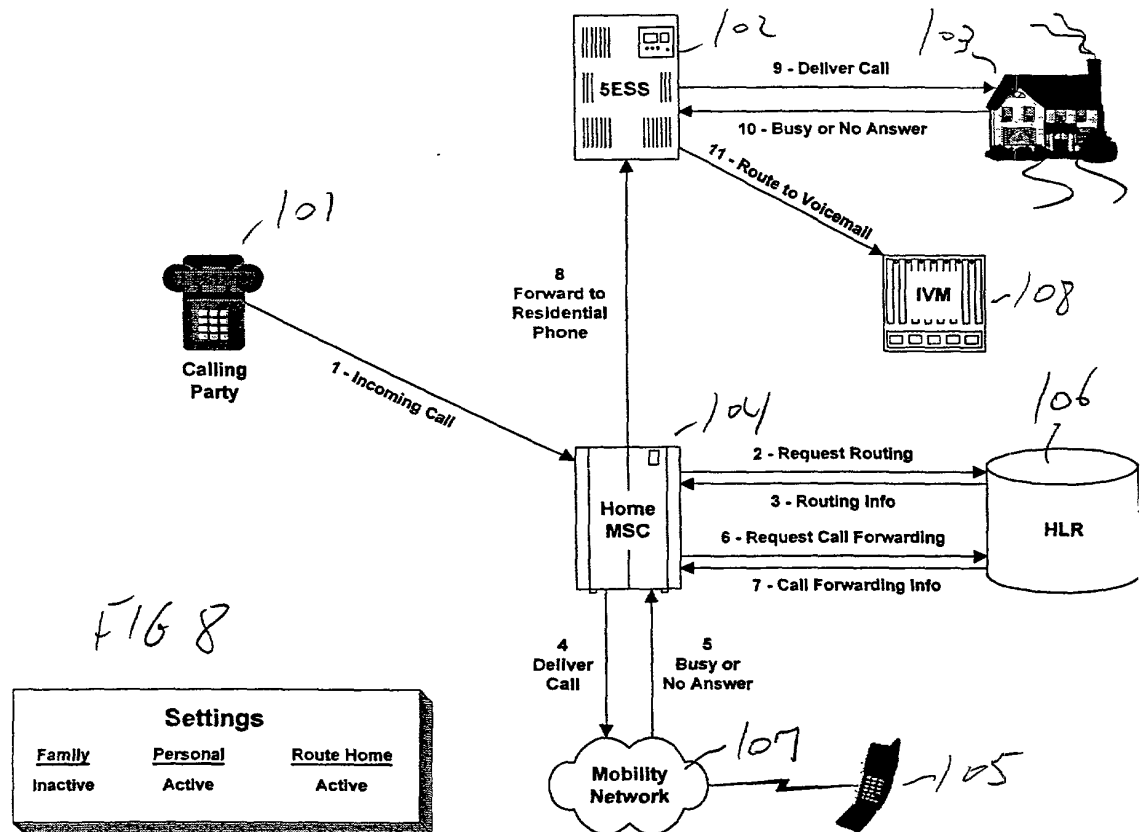 102
103
9 - Deliver Call
5ESS
10 - Busy or No Answer
11 - Route to Voicemail
101
8
Forward to
Residential
Phone
IVM
108
Calling
Party
1 - Incoming Call
104
106
2 - Request Routing
3 - Routing Info
Home
MSC
HLR
6 - Request Call Forwarding
7 - Call Forwarding Info
FIG 8
4
Deliver
Call
5
Busy or
No Answer
Settings
Family Personal Route Home
Inactive Active Active
107
Mobility
Network
105